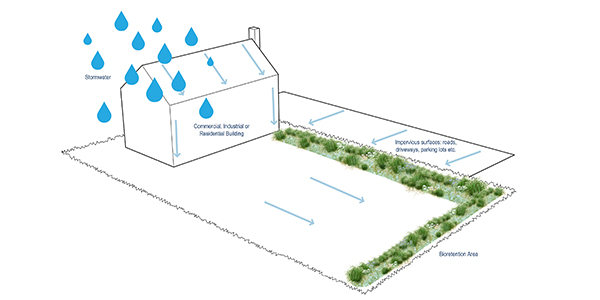 Stormwater
Commercial, Industrial or
Residential Building
Impervious surfaces: roads,
driveways, parking lots etc.
Bioretention Area